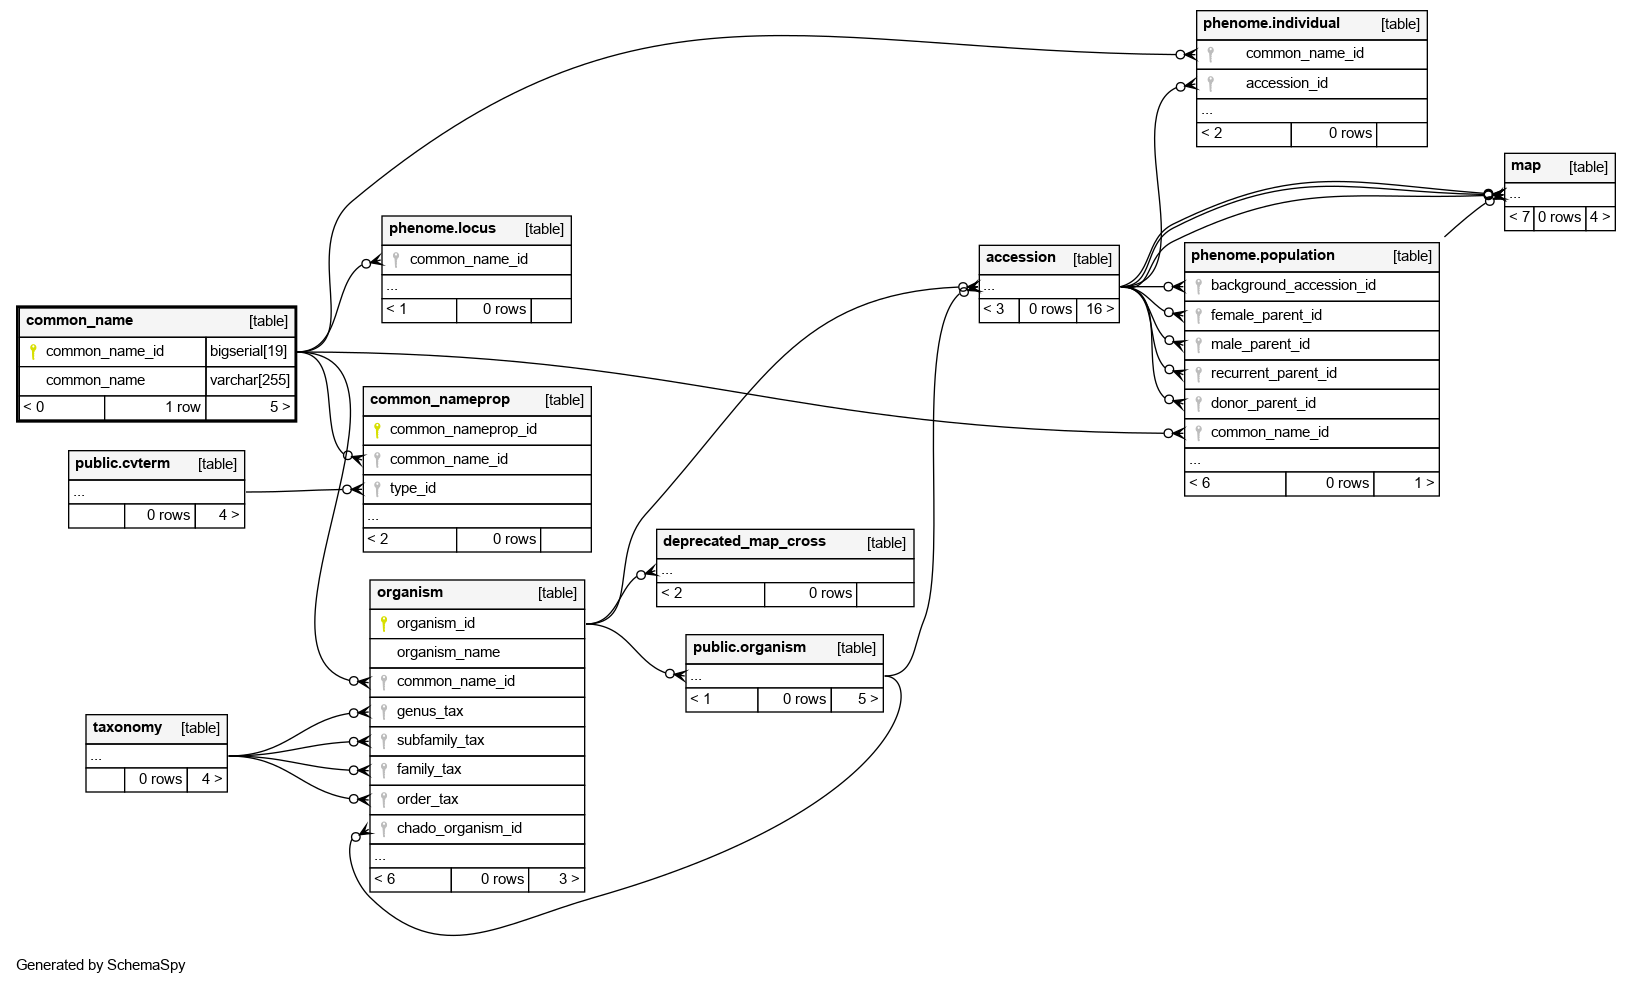 phenome.individual [table]
common_name_id
accession_id
...
< 2 0 rows
map [table]
...
< 7 0 rows 4 >
phenome.locus [table]
common_name_id
...
< 1 0 rows
accession [table]
...
< 3 0 rows 16 >
phenome.population [table]
background_accession_id
female_parent_id
male_parent_id
recurrent_parent_id
donor_parent_id
common_name_id
...
< 6 0 rows 1 >
common_name [table]
common_name_id bigserial[19]
common_name varchar[255]
< 0 1 row 5 >
common_nameprop [table]
common_nameprop_id
common_name_id
type_id
...
< 2 0 rows
public.cvterm [table]
...
0 rows 4 >
deprecated_map_cross [table]
...
< 2 0 rows
organism [table]
organism_id
organism_name
common_name_id
genus_tax
subfamily_tax
family_tax
order_tax
chado_organism_id
...
< 6 0 rows 3 >
public.organism [table]
...
< 1 0 rows 5 >
taxonomy [table]
...
0 rows 4 >
Generated by SchemaSpy